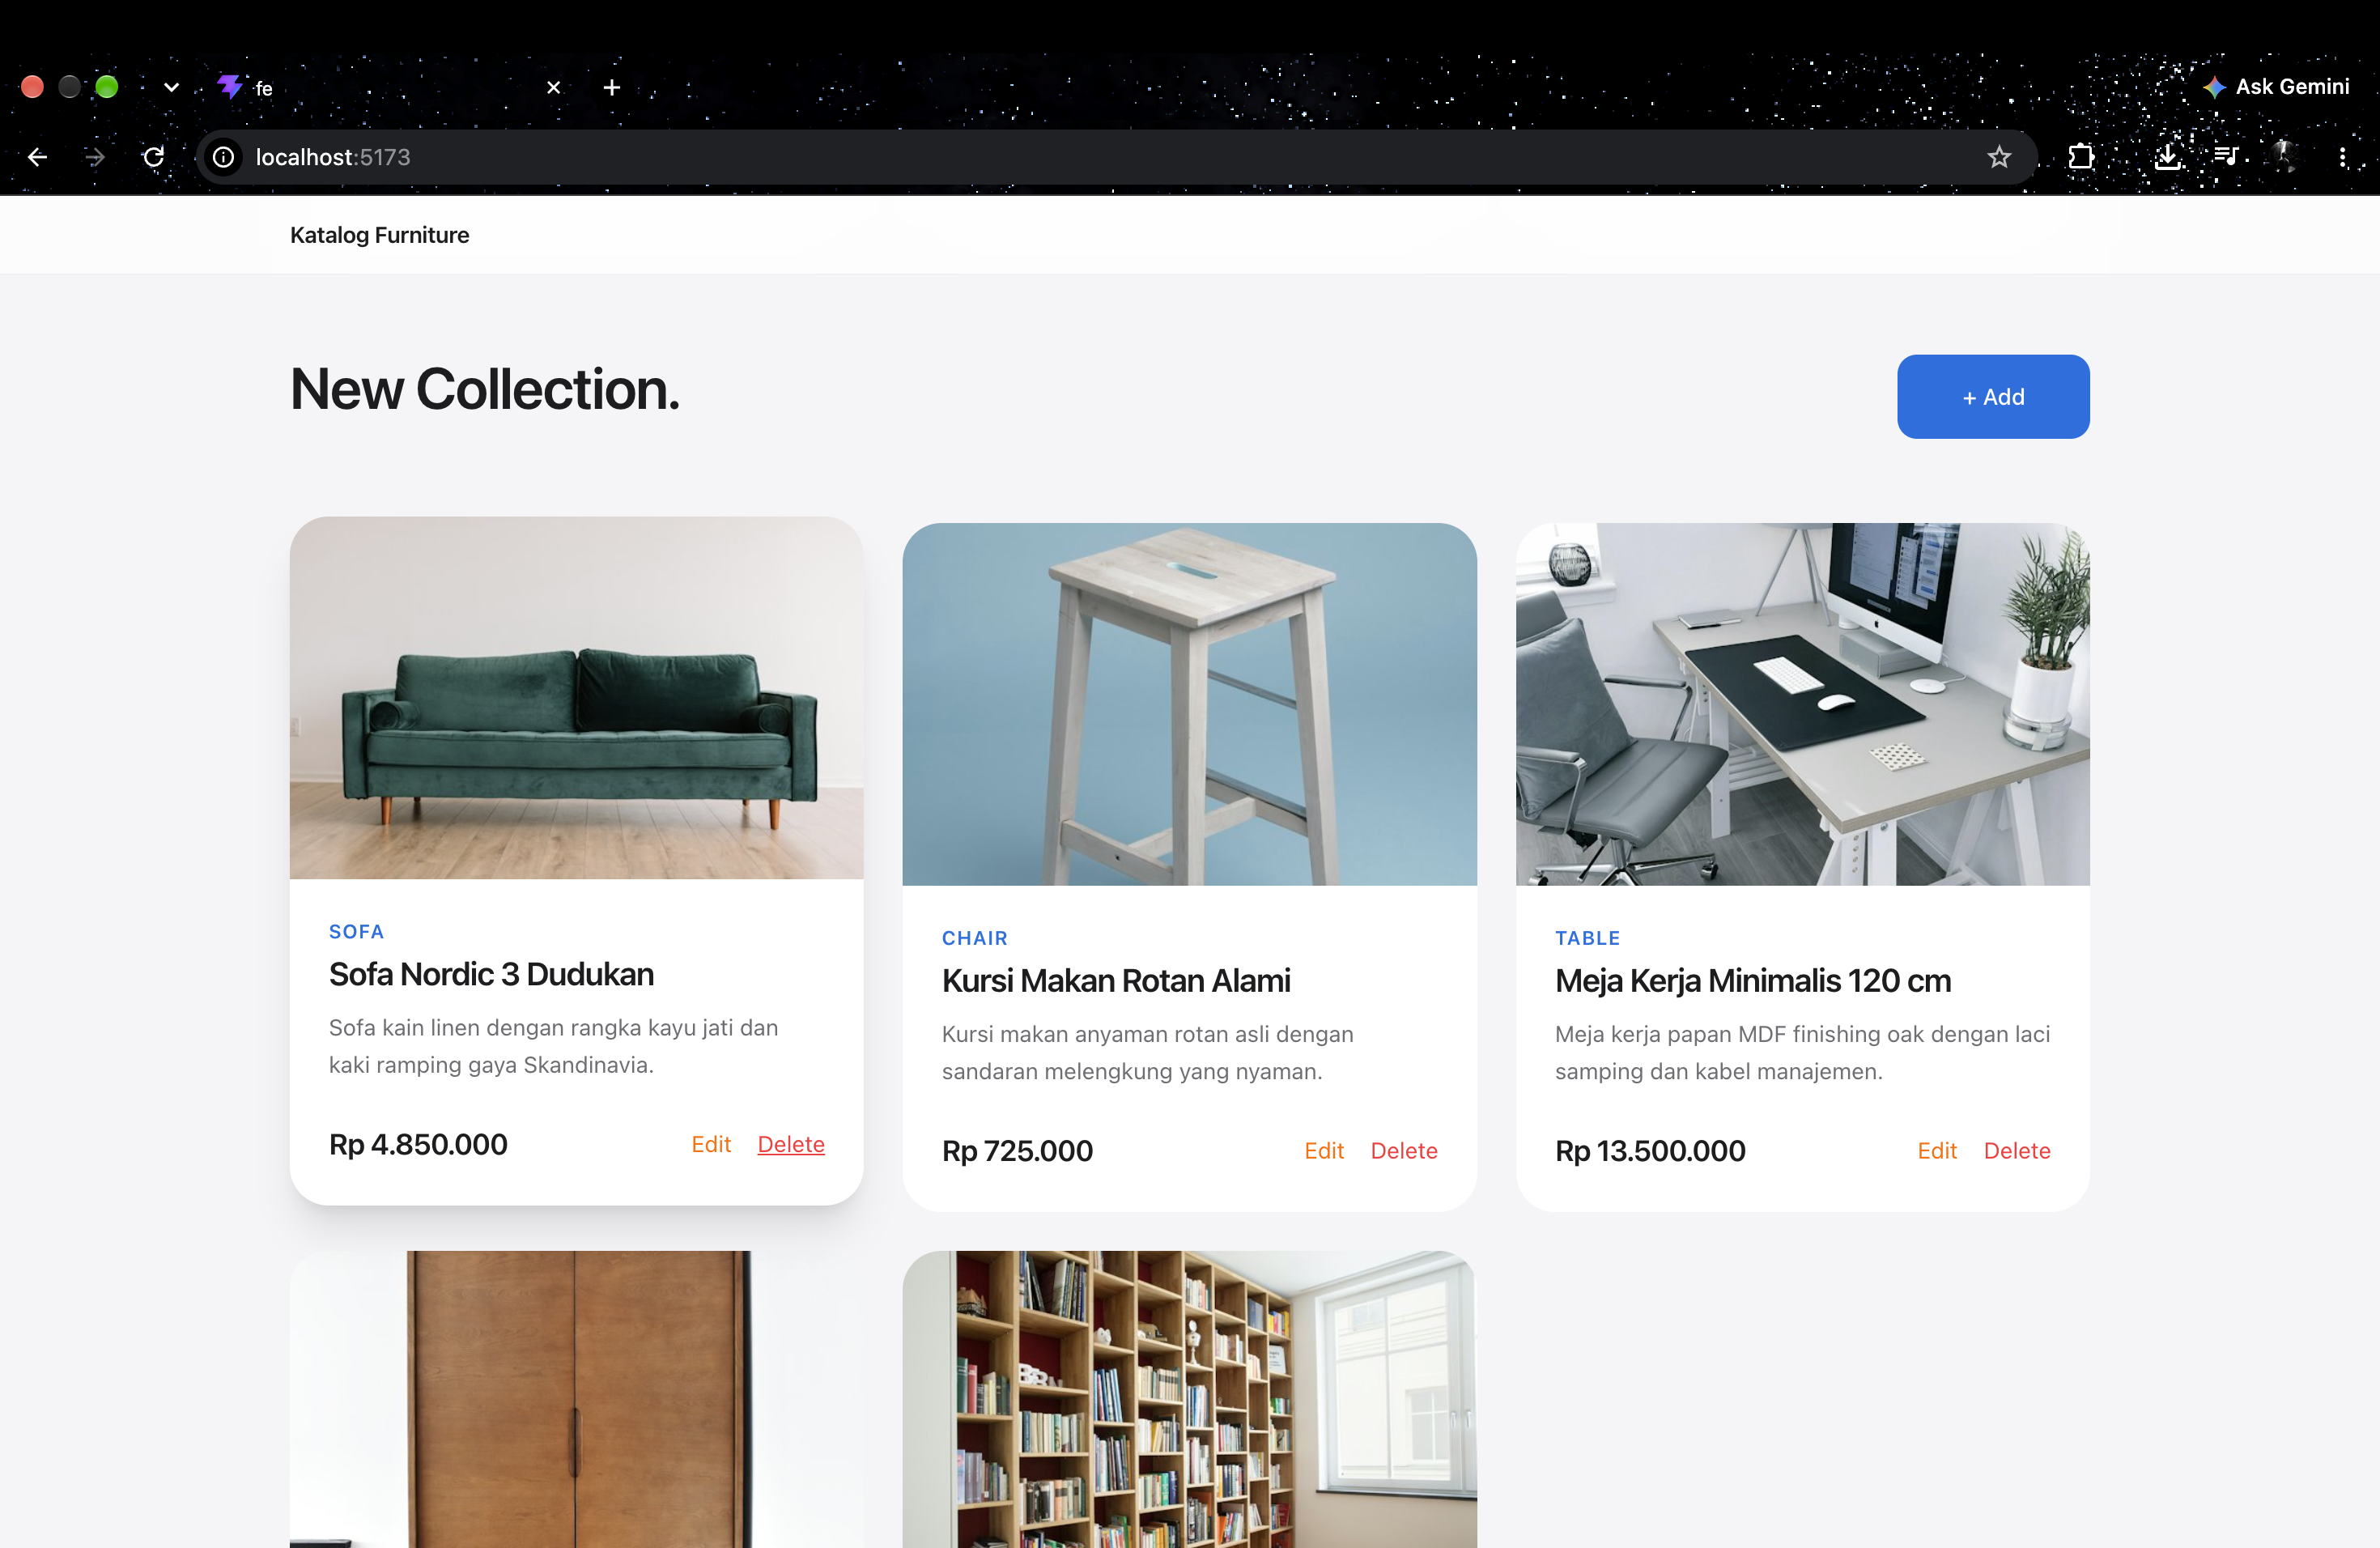 fe
Ask Gemini
localhost:5173
Katalog Furniture
New Collection.
+ Add
SOFA
Sofa Nordic 3 Dudukan
Sofa kain linen dengan rangka kayu jati dan
kaki ramping gaya Skandinavia.
Rp 4.850.000
Edit
Delete
CHAIR
Kursi Makan Rotan Alami
Kursi makan anyaman rotan asli dengan
sandaran melengkung yang nyaman.
Rp 725.000
Edit
Delete
TABLE
Meja Kerja Minimalis 120 cm
Meja kerja papan MDF finishing oak dengan laci
samping dan kabel manajemen.
Rp 13.500.000
Edit
Delete